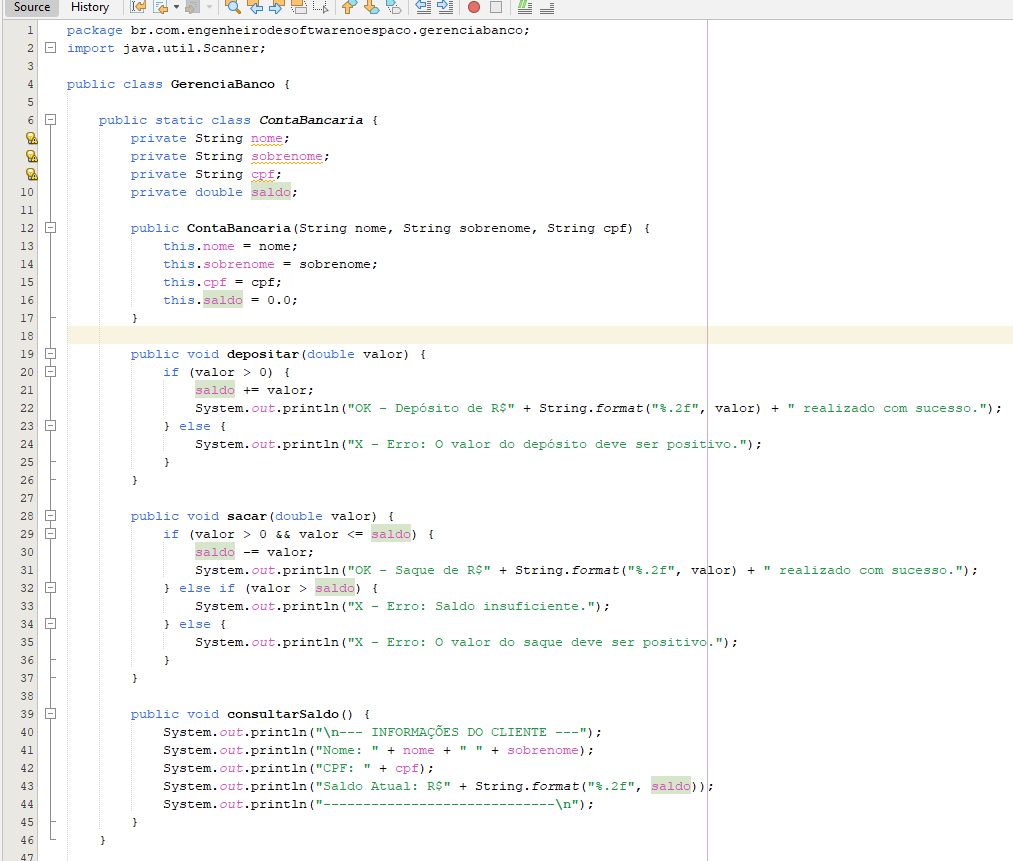 Source History
1 package br.com.engenheirodesoftwarenoespaco.gerenciabanco;
2 import java.util.Scanner;
3
4 public class GerenciaBanco {
5
6 public static class ContaBancaria {
private String nome;
private String sobrenome;
private String cpf;
10 private double saldo;
11
12 public ContaBancaria(String nome, String sobrenome, String cpf) {
13 this.nome = nome;
14 this.sobrenome = sobrenome;
15 this.cpf = cpf;
16 this.saldo = 0.0;
17 }
18
19 public void depositar(double valor) {
20 if (valor > 0) {
21 saldo += valor;
22 System.out.println("OK - Depósito de R$" + String.format("%.2f", valor) + " realizado com sucesso.");
23 } else {
24 System.out.println("X - Erro: O valor do depósito deve ser positivo.");
25 }
26 }
27
28 public void sacar(double valor) {
29 if (valor > 0 && valor <= saldo) {
30 saldo -= valor;
31 System.out.println("OK - Saque de R$" + String.format("%.2f", valor) + " realizado com sucesso.");
32 } else if (valor > saldo) {
33 System.out.println("X - Erro: Saldo insuficiente.");
34 } else {
35 System.out.println("X - Erro: O valor do saque deve ser positivo.");
36 }
37 }
38
39 public void consultarSaldo() {
40 System.out.println("\n--- INFORMAÇÕES DO CLIENTE ---");
41 System.out.println("Nome: " + nome + " " + sobrenome);
42 System.out.println("CPF: " + cpf);
43 System.out.println("Saldo Atual: R$" + String.format("%.2f", saldo));
44 System.out.println("-----------------------------\n");
45 }
46 }
47